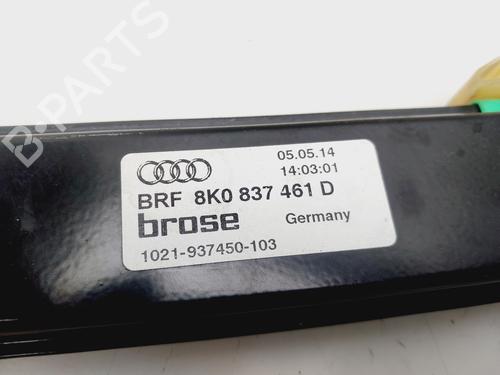 B-PARTS
05.05.14
14:03:01
BRF 8K0 837 461 D
brose Germany
1021-937450-103